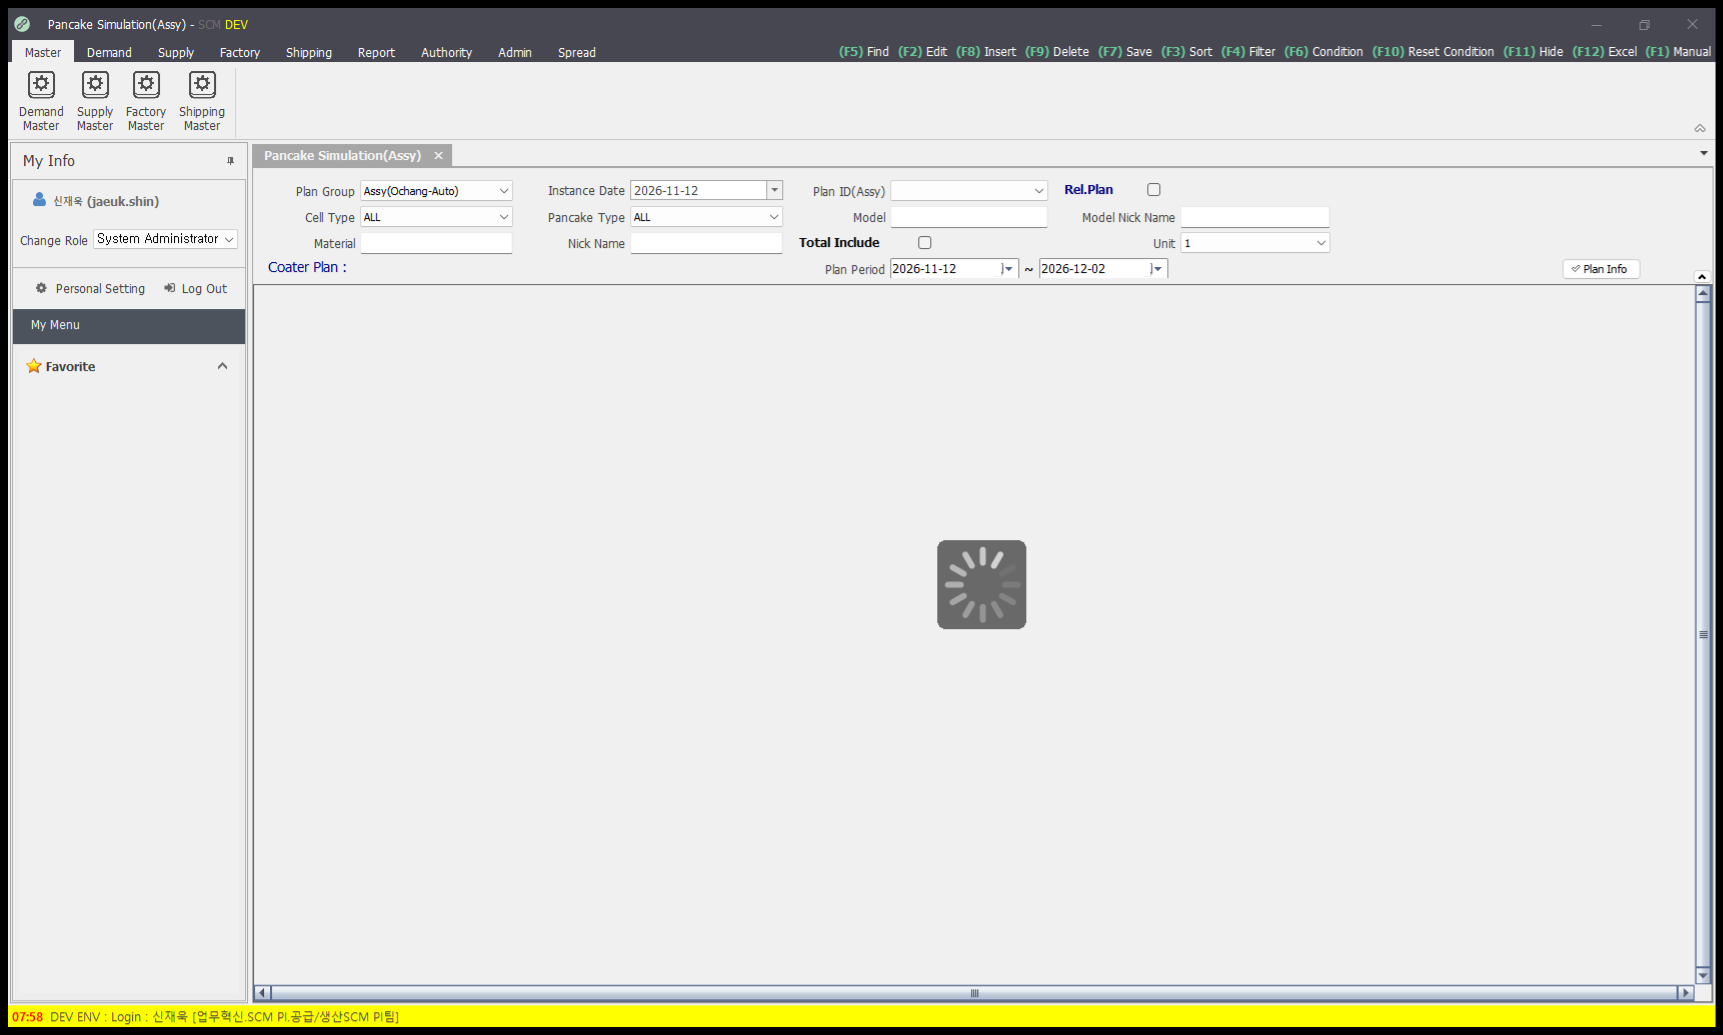 Pancake Simulation(Assy) - SCM DEV
Master Demand Supply Factory Shipping Report Authority Admin Spread (F5) Find (F2) Edit (F8) Insert (F9) Delete (F7) Save (F3) Sort (F4) Filter (F6) Condition (F10) Reset Condition (F11) Hide (F12) Excel (F1) Manual
Demand Master Supply Master Factory Master Shipping Master
My Info
Pancake Simulation(Assy)
신재욱 (jaeuk.shin)
Change Role System Administrator
Personal Setting Log Out
My Menu
Favorite
Plan Group Assy(Ochang-Auto) Instance Date 2026-11-12 Plan ID(Assy) Rel.Plan
Cell Type ALL Pancake Type ALL Model Model Nick Name
Material Nick Name Total Include Unit 1
Coater Plan : Plan Period 2026-11-12 ~ 2026-12-02 Plan Info
07:58 DEV ENV : Login : 신재욱 [업무혁신.SCM PI.공급/생산SCM PI팀]